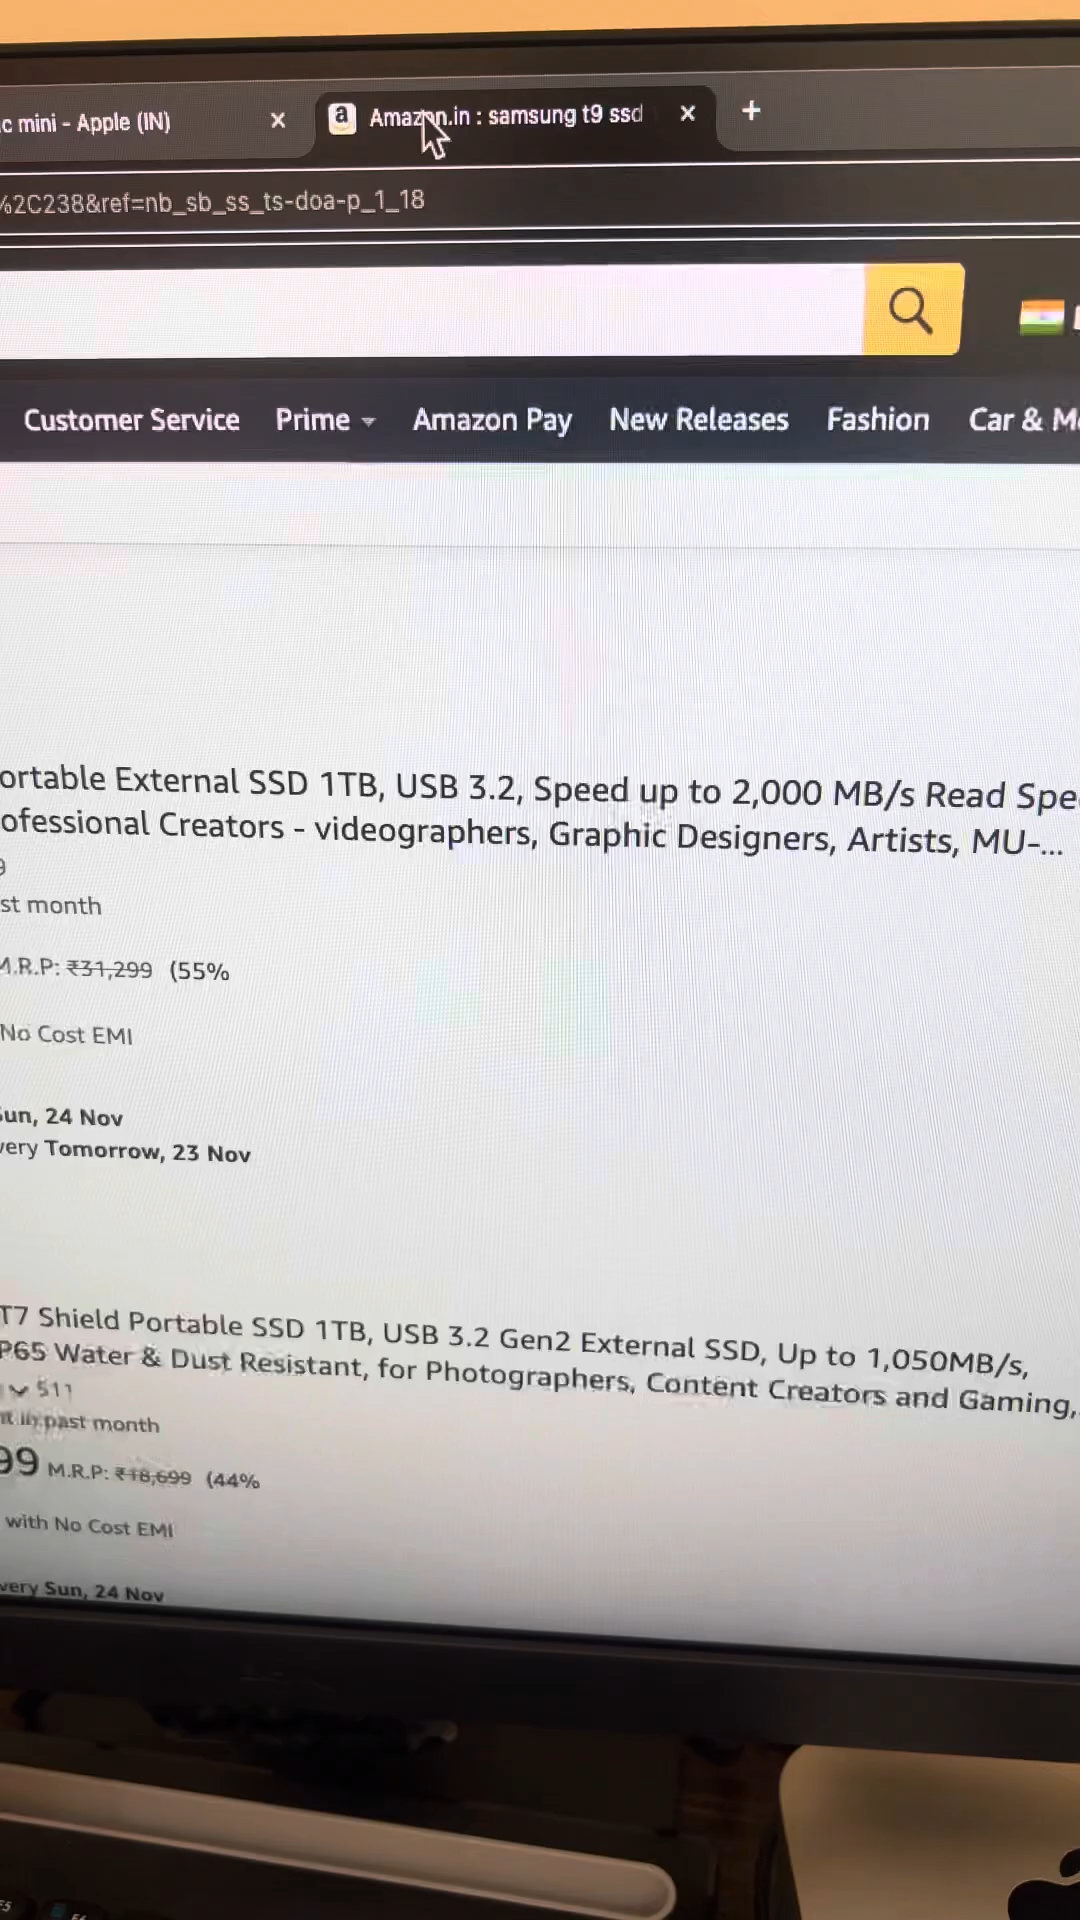 c mini - Apple (IN)
Amazon.in : samsung t9 ssd
%2C238&ref=nb_sb_ss_ts-doa-p_1_18
Customer Service Prime Amazon Pay New Releases Fashion Car & M
ortable External SSD 1TB, USB 3.2, Speed up to 2,000 MB/s Read Spe
ofessional Creators - videographers, Graphic Designers, Artists, MU-...
st month
M.R.P: ₹31,299 (55%
No Cost EMI
Sun, 24 Nov
very Tomorrow, 23 Nov
T7 Shield Portable SSD 1TB, USB 3.2 Gen2 External SSD, Up to 1,050MB/s,
P65 Water & Dust Resistant, for Photographers, Content Creators and Gaming,
511
past month
99 M.R.P: ₹18,699 (44%
with No Cost EMI
very Sun, 24 Nov
F5